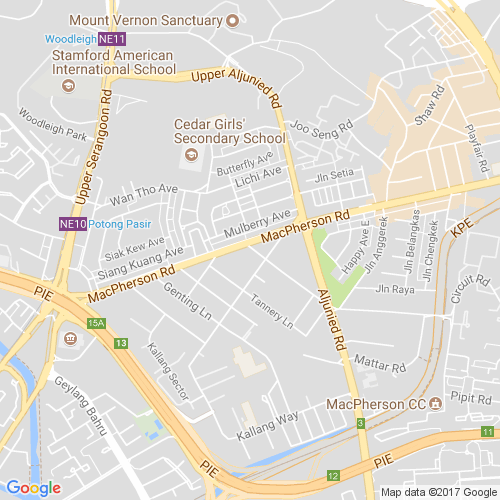 Mount Vernon Sanctuary
Woodleigh NE11
Stamford American
International School
Upper Aljunied Rd
Woodleigh Park
Upper Serangoon Rd
Cedar Girls'
Secondary School
Joo Seng Rd
Shaw Rd
Playfair Rd
Butterfly Ave
Lichi Ave
Jln Setia
Wan Tho Ave
NE10 Potong Pasir
Mulberry Ave
MacPherson Rd
Siak Kew Ave
Siang Kuang Ave
MacPherson Rd
Happy Ave E
Jln Anggerek
Jln Belangkas
Jln Chengkek
KPE
PIE
Genting Ln
Tannery Ln
Aljunied Rd
Jln Raya
Circuit Rd
15A
13
Kallang Sector
Mattar Rd
Geylang Bahru
MacPherson CC
Pipit Rd
Kallang Way
3
11
PIE
12
PIE
Google
Map data ©2017 Google